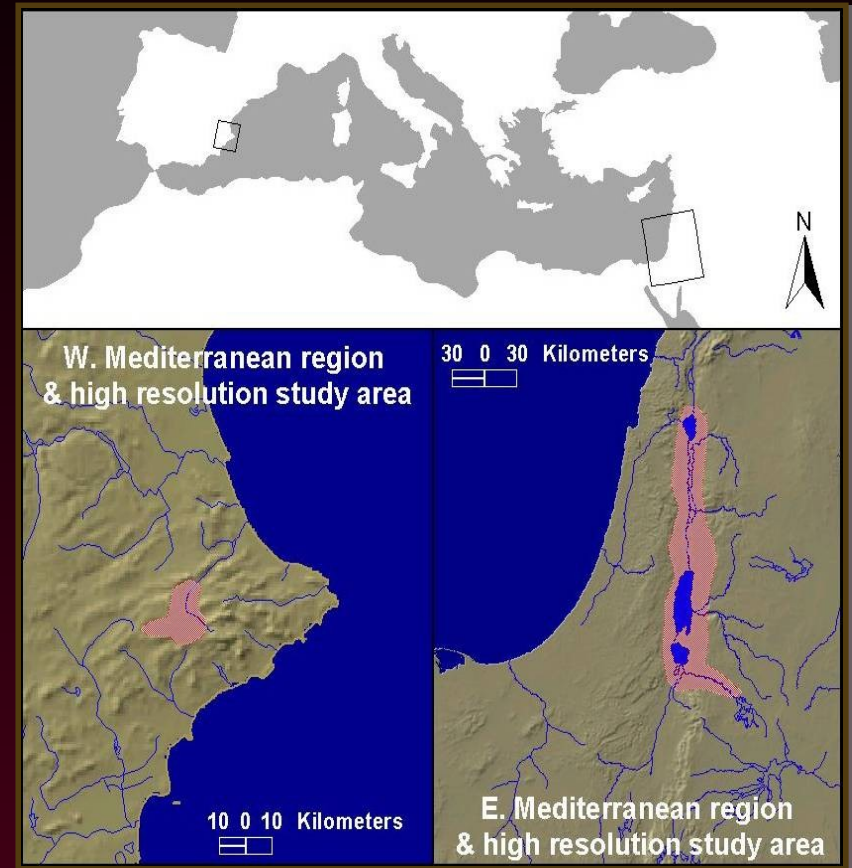 N
W. Mediterranean region
& high resolution study area
10 0 10 Kilometers
30 0 30 Kilometers
E. Mediterranean region
& high resolution study area